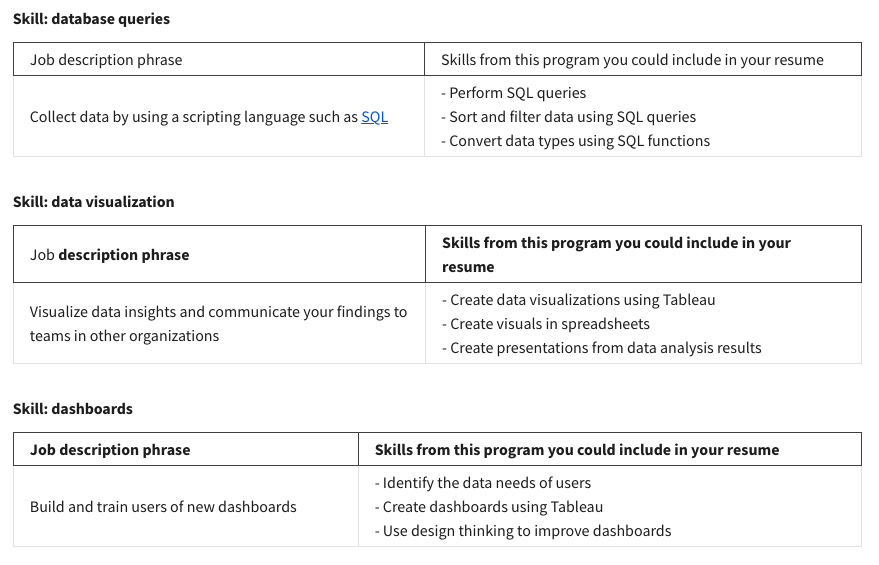 Skill: database queries
Job description phrase
Skills from this program you could include in your resume
Collect data by using a scripting language such as SQL
- Perform SQL queries
- Sort and filter data using SQL queries
- Convert data types using SQL functions
Skill: data visualization
Job description phrase
Skills from this program you could include in your
resume
Visualize data insights and communicate your findings to
teams in other organizations
- Create data visualizations using Tableau
- Create visuals in spreadsheets
- Create presentations from data analysis results
Skill: dashboards
Job description phrase
Skills from this program you could include in your resume
Build and train users of new dashboards
- Identify the data needs of users
- Create dashboards using Tableau
- Use design thinking to improve dashboards